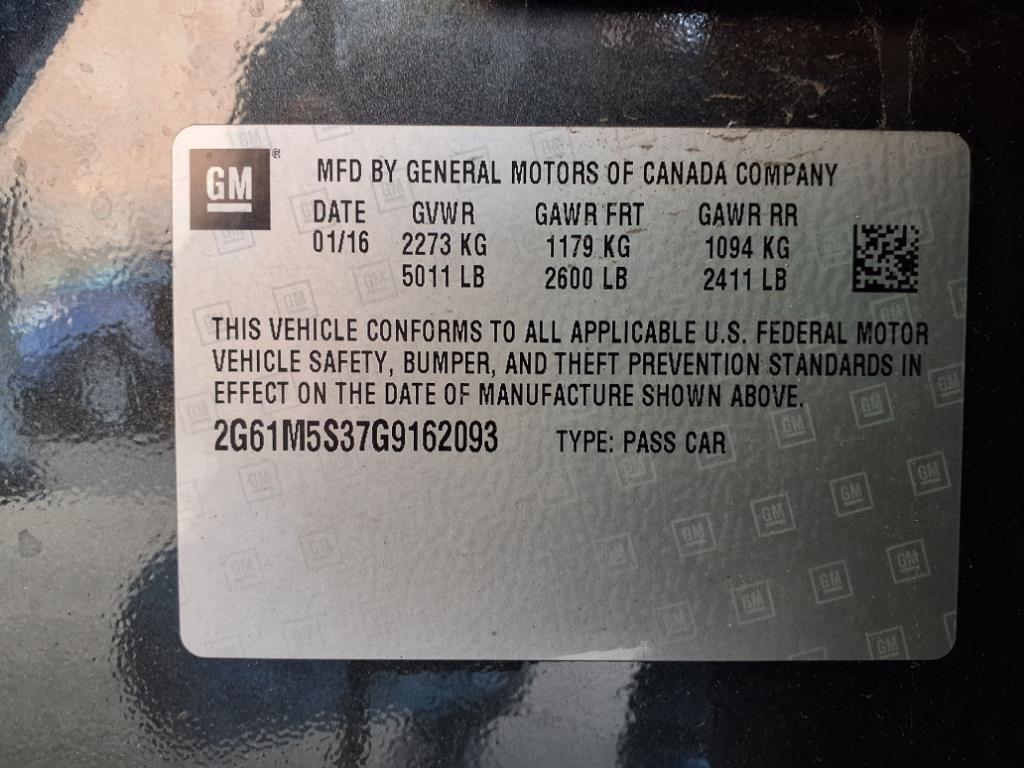 GM ®
MFD BY GENERAL MOTORS OF CANADA COMPANY
DATE GVWR GAWR FRT GAWR RR
01/16 2273 KG 1179 KG 1094 KG
5011 LB 2600 LB 2411 LB
THIS VEHICLE CONFORMS TO ALL APPLICABLE U.S. FEDERAL MOTOR
VEHICLE SAFETY, BUMPER, AND THEFT PREVENTION STANDARDS IN
EFFECT ON THE DATE OF MANUFACTURE SHOWN ABOVE.
2G61M5S37G9162093 TYPE: PASS CAR